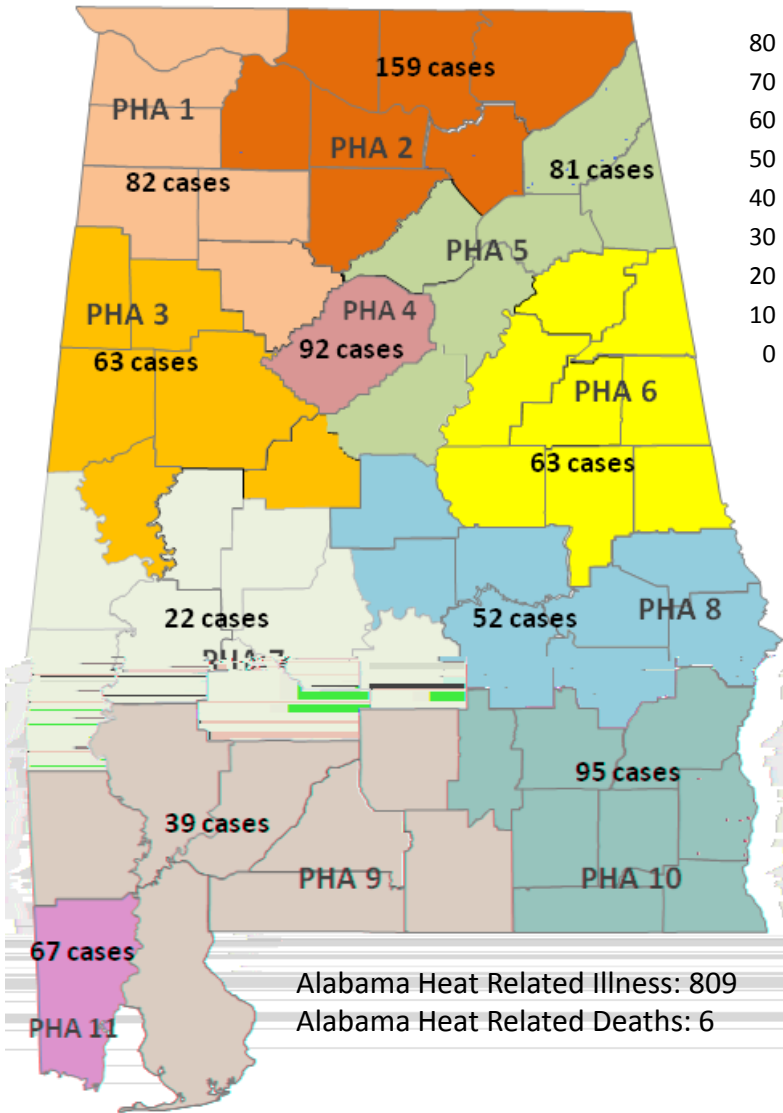 80
159 cases
70
PHA 1
60
PHA 2
50
82 cases
81 cases
40
30
PHA 5
20
PHA 3
PHA 4
10
63 cases
92 cases
0
PHA 6
63 cases
22 cases
52 cases
PHA 8
PHA 7
95 cases
39 cases
PHA 9
PHA 10
67 cases
Alabama Heat Related Illness: 809
PHA 11
Alabama Heat Related Deaths: 6